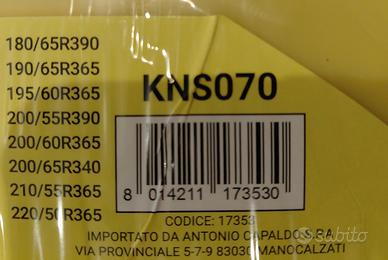 180/65R390
190/65R365
195/60R365
200/55R390
200/60R365
200/65R340
210/55R365
220/50R365
KNS070
8 014211 173530
CODICE: 17353
IMPORTATO DA ANTONIO CAPALDO S.P.A
VIA PROVINCIALE 5-7-9 83030 MANOCALZATI
subito